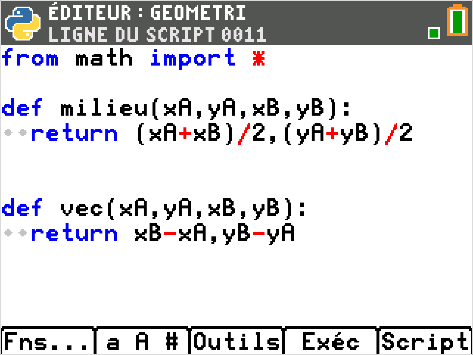 ÉDITEUR : GEOMETRI
LIGNE DU SCRIPT 0011
from math import *
def milieu(xA,yA,xB,yB):
··return (xA+xB)/2,(yA+yB)/2
def vec(xA,yA,xB,yB):
··return xB-xA,yB-yA
Fns... a A # Outils Exéc Script